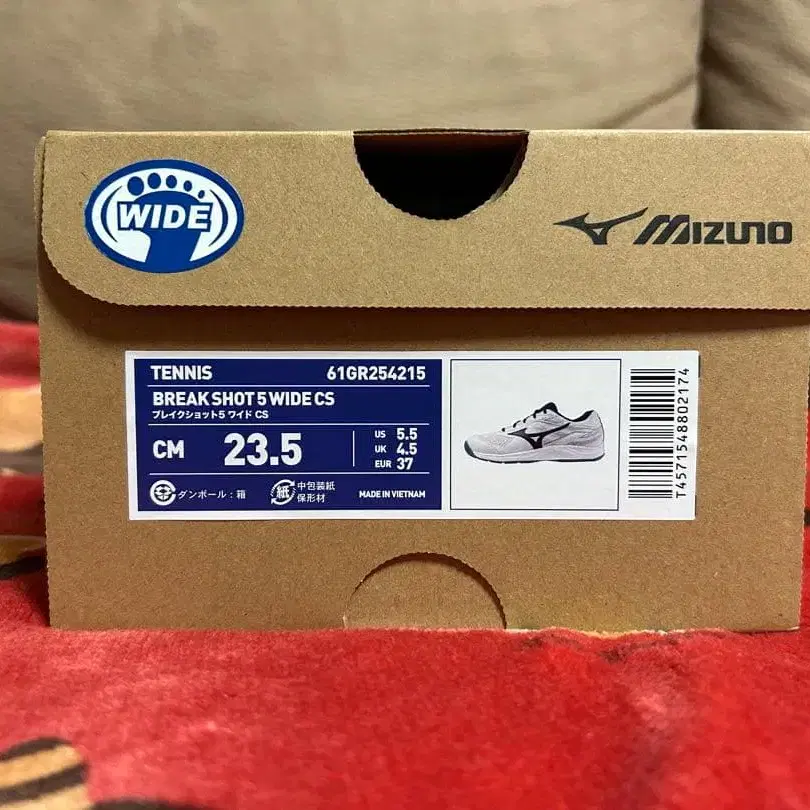 WIDE
MIZUNO
TENNIS 61GR254215
BREAK SHOT 5 WIDE CS
ブレイクショット5 ワイド CS
CM 23.5
US 5.5
UK 4.5
EUR 37
ダンボール：箱
紙 中包装紙
保形材
MADE IN VIETNAM
T4571548802174